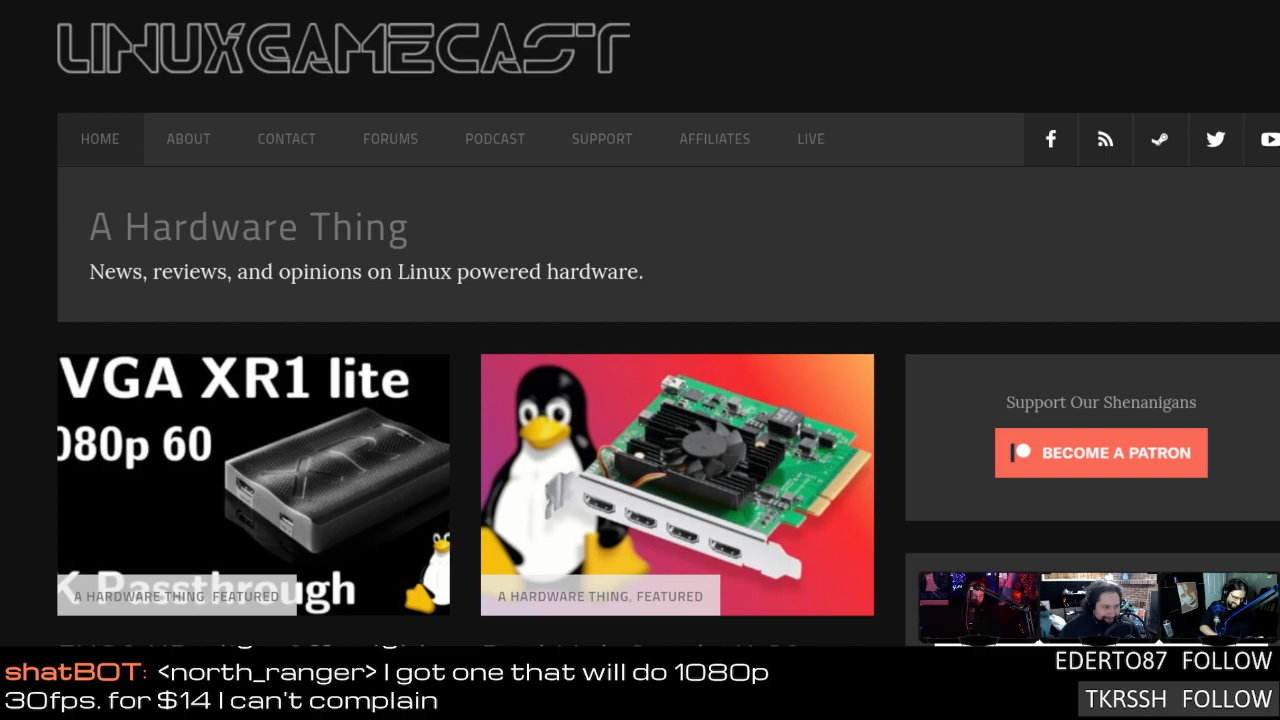 LINUXGAMECAST
HOME ABOUT CONTACT FORUMS PODCAST SUPPORT AFFILIATES LIVE
A Hardware Thing
News, reviews, and opinions on Linux powered hardware.
VGA XR1 lite
080p 60
K Passthrough
A HARDWARE THING, FEATURED
A HARDWARE THING, FEATURED
Support Our Shenanigans
BECOME A PATRON
shatBOT: <north_ranger> I got one that will do 1080p
30fps. for $14 I can't complain
EDERTO87 FOLLOW
TKRSSH FOLLOW